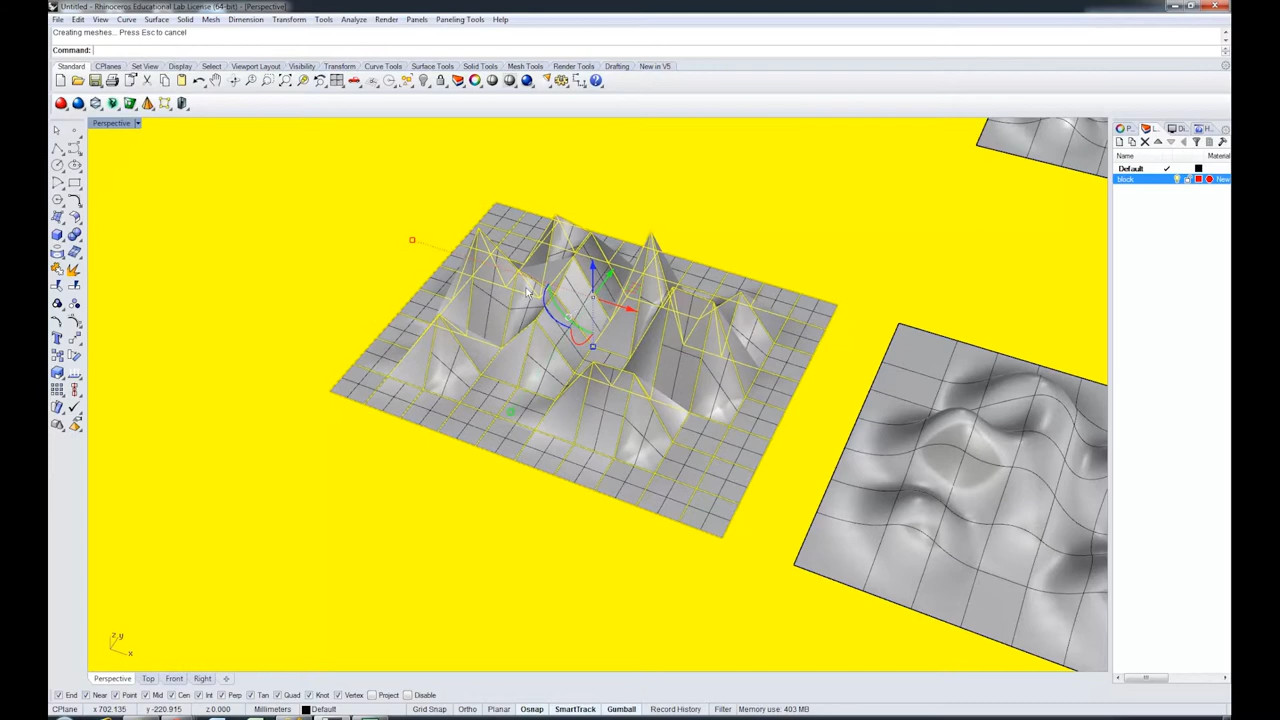 Untitled - Rhinoceros Educational Lab License (64-bit) - [Perspective]
File Edit View Curve Surface Solid Mesh Dimension Transform Tools Analyze Render Panels Paneling Tools Help
Creating meshes... Press Esc to cancel
Command:
Standard CPlanes Set View Display Select Viewport Layout Visibility Transform Curve Tools Surface Tools Solid Tools Mesh Tools Render Tools Drafting New in V5
Perspective
P... L... Di... H...
Name Material
Default
block New
z y
x
Perspective Top Front Right
End Near Point Mid Cen Int Perp Tan Quad Knot Vertex Project Disable
CPlane x 702.135 y -220.915 z 0.000 Millimeters Default Grid Snap Ortho Planar Osnap SmartTrack Gumball Record History Filter Memory use: 403 MB